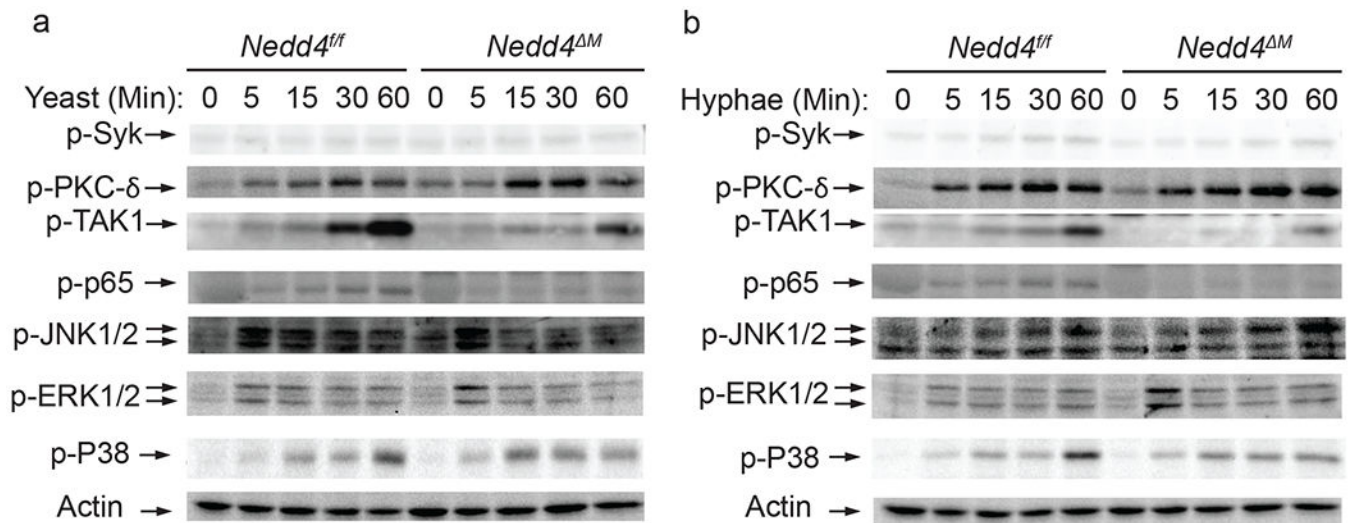 a
Nedd4f/f Nedd4ΔM
Yeast (Min): 0 5 15 30 60 0 5 15 30 60
p-Syk
p-PKC-δ
p-TAK1
p-p65
p-JNK1/2
p-ERK1/2
p-P38
Actin
b
Nedd4f/f Nedd4ΔM
Hyphae (Min): 0 5 15 30 60 0 5 15 30 60
p-Syk
p-PKC-δ
p-TAK1
p-p65
p-JNK1/2
p-ERK1/2
p-P38
Actin